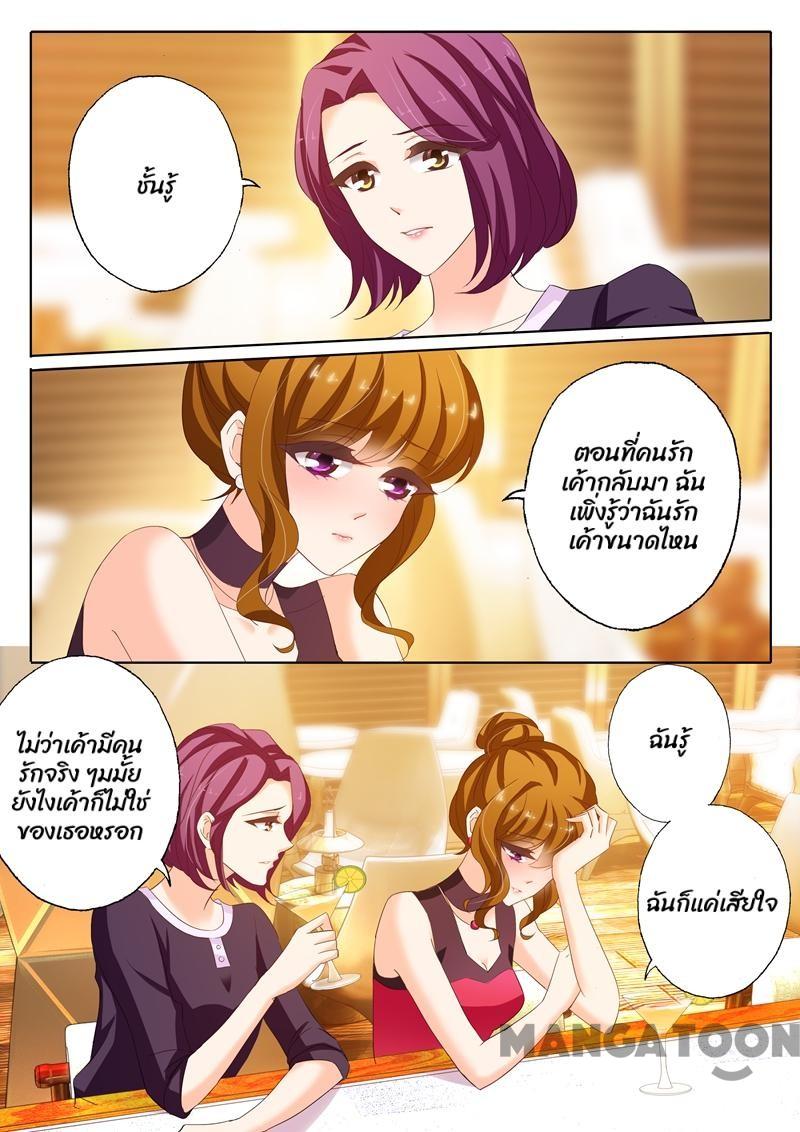 ชั้นรู้
ตอนที่คนรัก
เค้ากลับมา ฉัน
เพิ่งรู้ว่าฉันรัก
เค้าขนาดไหน
ไม่ว่าเค้ามีคน
รักจริง ๆมมั้ย
ยังไงเค้าก็ไม่ใช่
ของเธอหรอก
ฉันรู้
ฉันก็แค่เสียใจ
MANGATOON